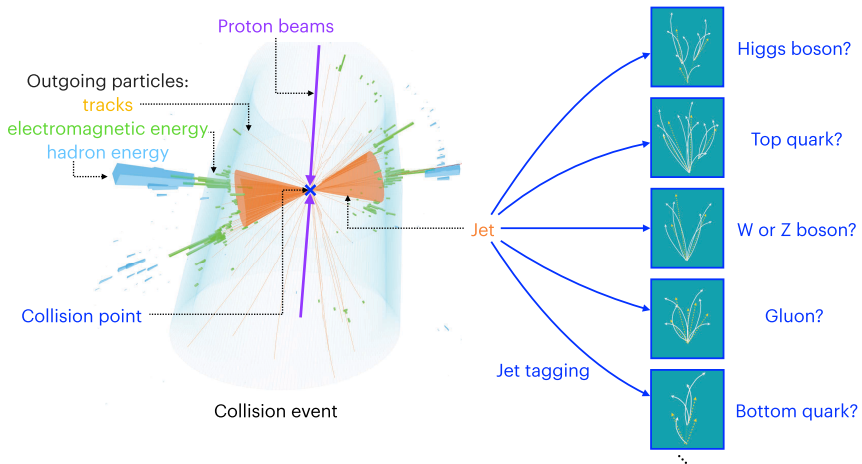 Proton beams
Outgoing particles:
tracks
electromagnetic energy
hadron energy
Collision point
Collision event
Jet
Jet tagging
Higgs boson?
Top quark?
W or Z boson?
Gluon?
Bottom quark?